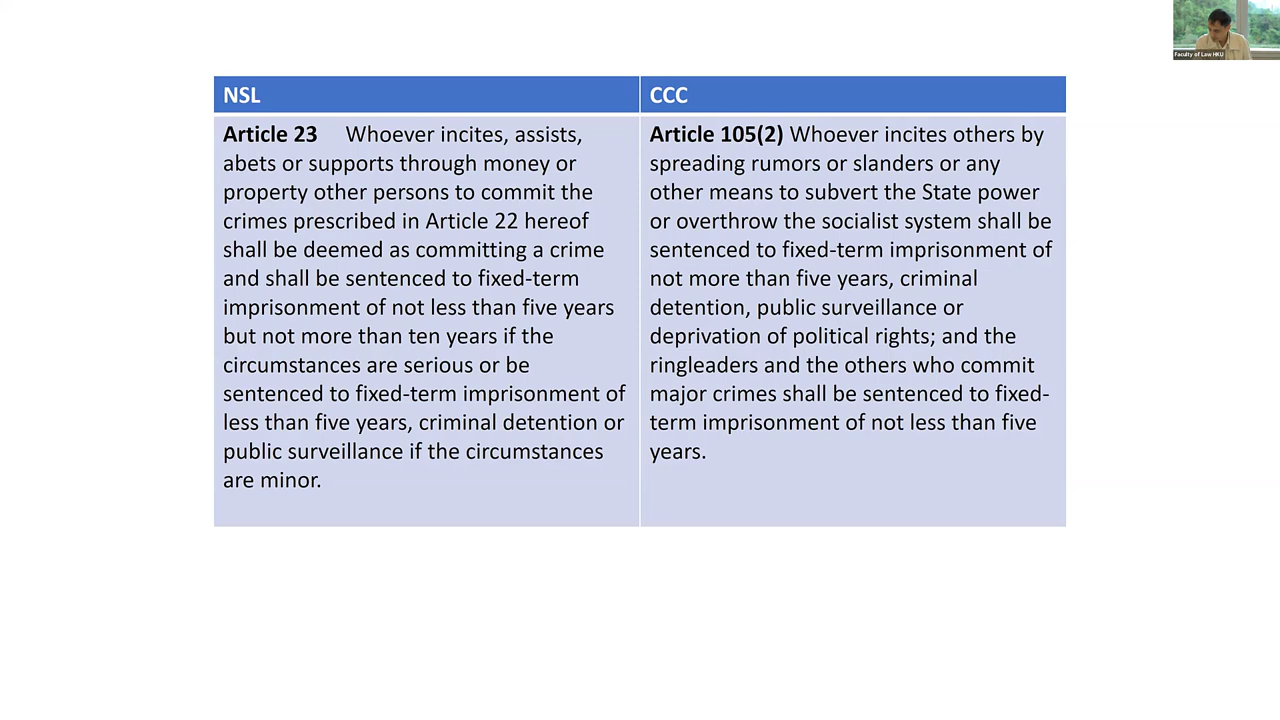 Faculty of Law HKU
NSL
Article 23 Whoever incites, assists,
abets or supports through money or
property other persons to commit the
crimes prescribed in Article 22 hereof
shall be deemed as committing a crime
and shall be sentenced to fixed-term
imprisonment of not less than five years
but not more than ten years if the
circumstances are serious or be
sentenced to fixed-term imprisonment of
less than five years, criminal detention or
public surveillance if the circumstances
are minor.
CCC
Article 105(2) Whoever incites others by
spreading rumors or slanders or any
other means to subvert the State power
or overthrow the socialist system shall be
sentenced to fixed-term imprisonment of
not more than five years, criminal
detention, public surveillance or
deprivation of political rights; and the
ringleaders and the others who commit
major crimes shall be sentenced to fixed-
term imprisonment of not less than five
years.